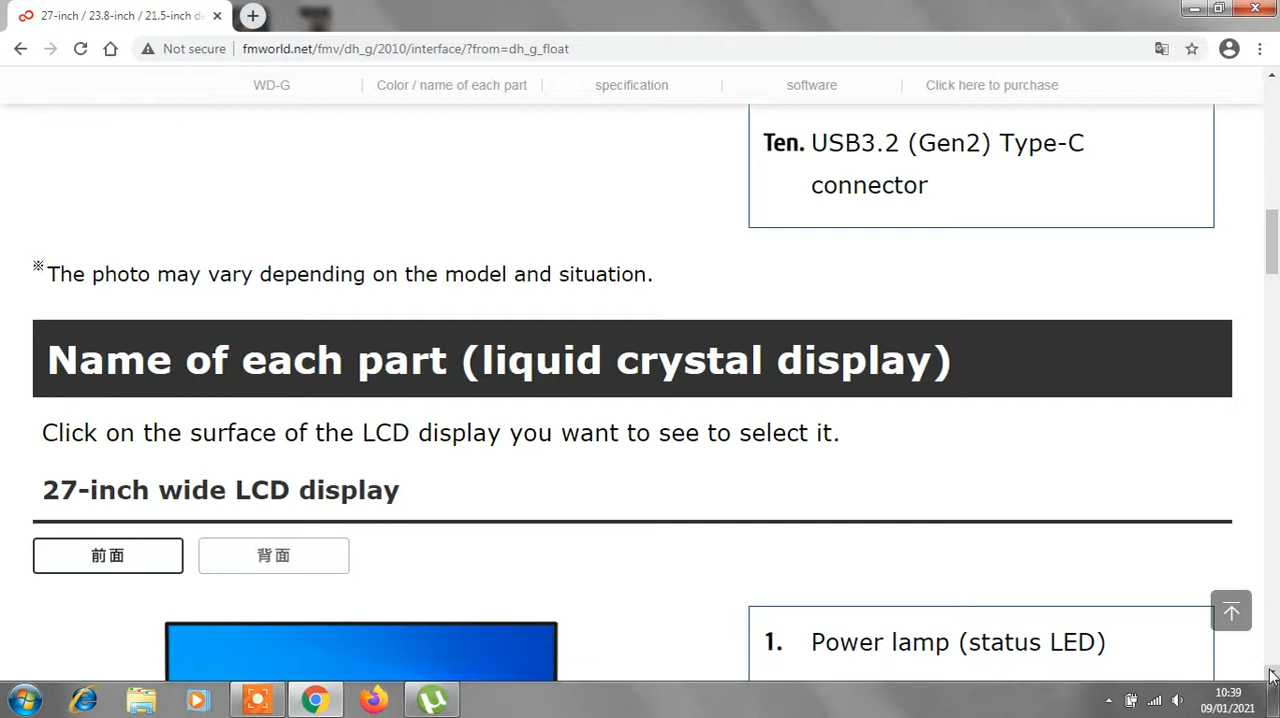 27-inch / 23.8-inch / 21.5-inch de
Not secure
fmworld.net/fmv/dh_g/2010/interface/?from=dh_g_float
WD-G
Color / name of each part
specification
software
Click here to purchase
Ten. USB3.2 (Gen2) Type-C
connector
※The photo may vary depending on the model and situation.
Name of each part (liquid crystal display)
Click on the surface of the LCD display you want to see to select it.
27-inch wide LCD display
前面
背面
1. Power lamp (status LED)
10:39
09/01/2021